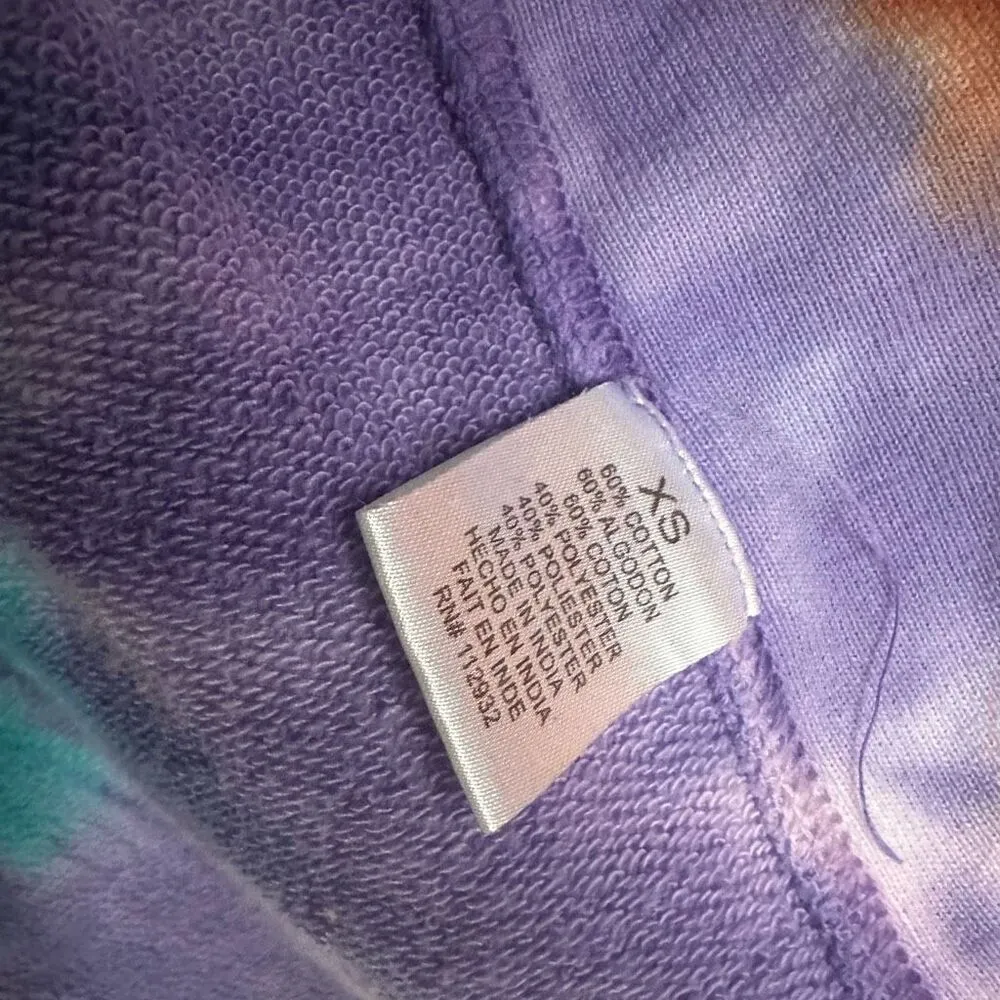 XS
60% COTTON
60% ALGODON
60% COTON
40% POLYESTER
40% POLIESTER
40% POLYESTER
MADE IN INDIA
HECHO EN INDIA
FAIT EN INDE
RN# 112932